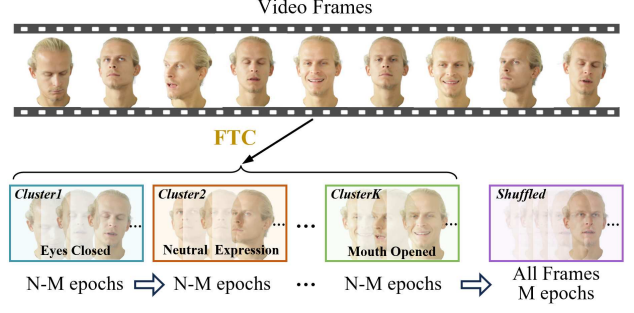 Video Frames
FTC
Cluster1
Cluster2
ClusterK
Shuffled
... ... ... ... ...
Eyes Closed
Neutral Expression
Mouth Opened
N-M epochs
N-M epochs
...
N-M epochs
All Frames
M epochs